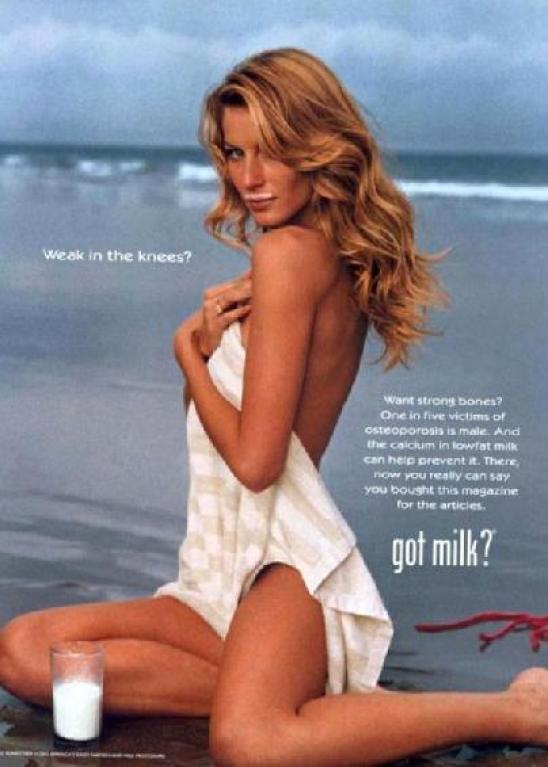 Weak in the knees?
Want strong bones?
One in five victims of
osteoporosis is male. And
the calcium in lowfat milk
can help prevent it. There,
now you really can say
you bought this magazine
for the articles.
got milk?®